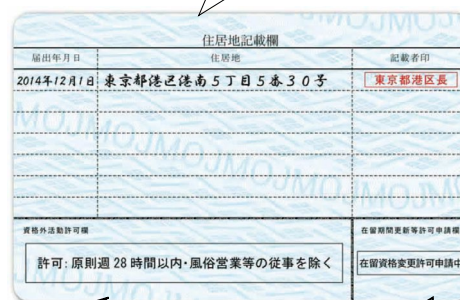 住居地記載欄
届出年月日 住居地 記載者印
2014年12月1日 東京都港区港南5丁目5番30号 東京都港区長
MOJMOJMOJMOJ
資格外活動許可欄 在留期間更新等許可申請欄
許可:原則週28時間以内・風俗営業等の従事を除く 在留資格変更許可申請中